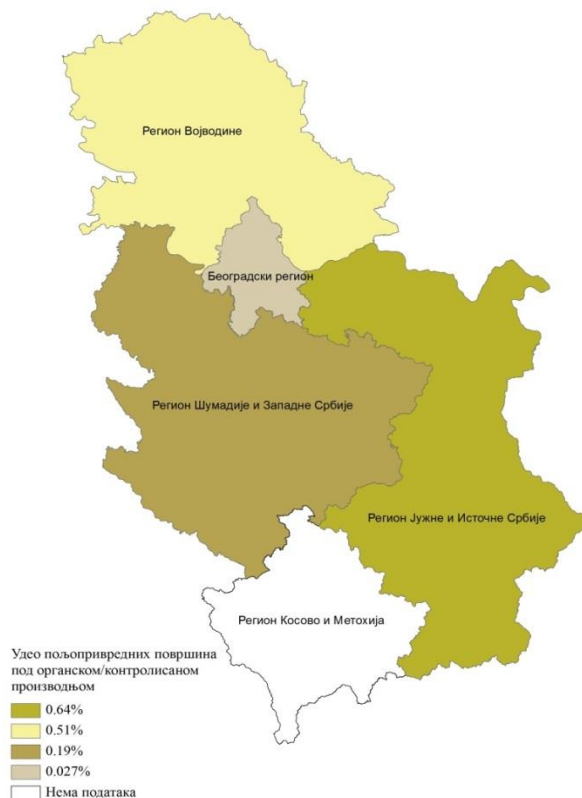 Регион Војводине
Београдски регион
Регион Шумадије и Западне Србије
Регион Јужне и Источне Србије
Регион Косово и Метохија
Удео пољопривредних површина
под органском/контролисаном
производњом
0.64%
0.51%
0.19%
0.027%
Нема података